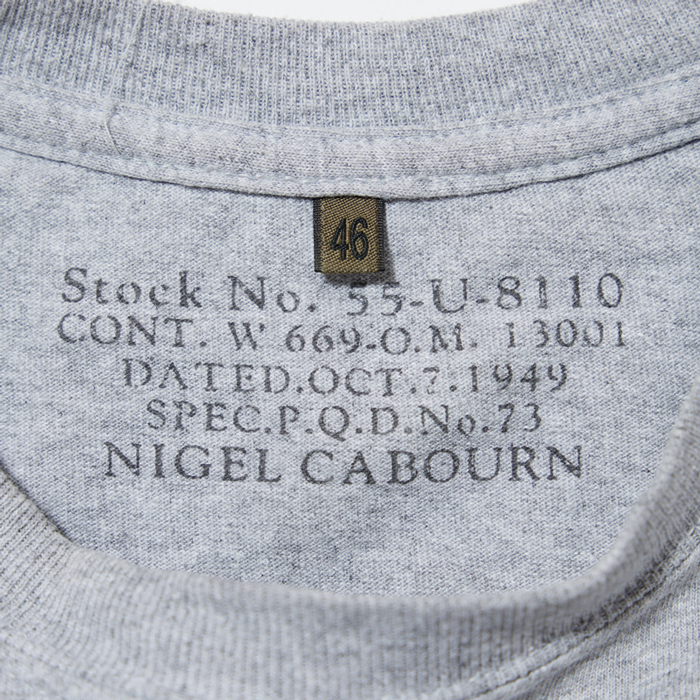 46
Stock No. 55-U-8110
CONT. W 669-O.M. 13001
DATED.OCT.7.1949
SPEC.P.Q.D.No.73
NIGEL CABOURN